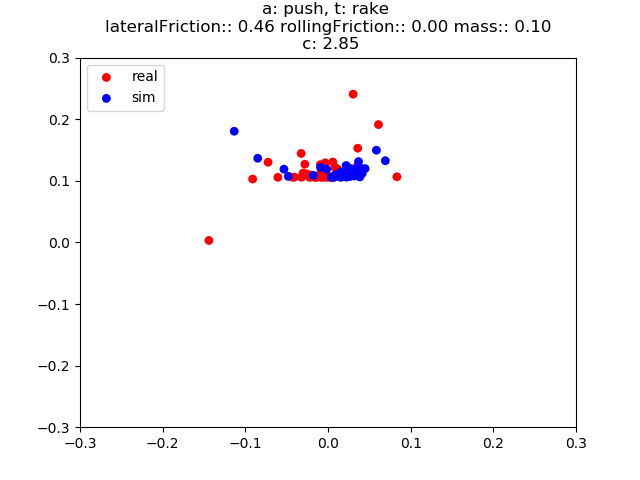 a: push, t: rake
lateralFriction:: 0.46 rollingFriction:: 0.00 mass:: 0.10
c: 2.85
real
sim
0.3
0.2
0.1
0.0
−0.1
−0.2
−0.3
−0.3
−0.2
−0.1
0.0
0.1
0.2
0.3